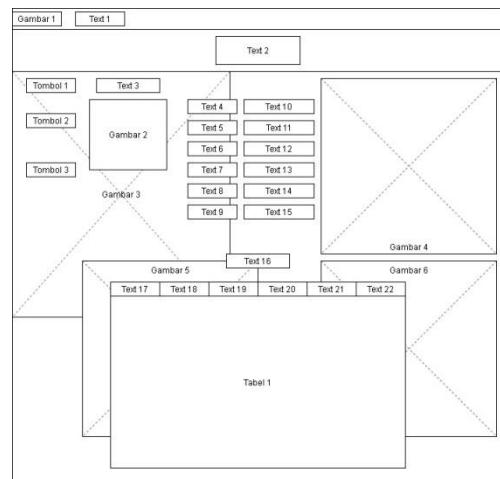 Gambar 1
Text 1
Text 2
Tombol 1
Text 3
Tombol 2
Gambar 2
Tombol 3
Gambar 3
Text 4
Text 10
Text 5
Text 11
Text 6
Text 12
Text 7
Text 13
Text 8
Text 14
Text 9
Text 15
Gambar 4
Text 16
Gambar 5
Gambar 6
Text 17
Text 18
Text 19
Text 20
Text 21
Text 22
Tabel 1